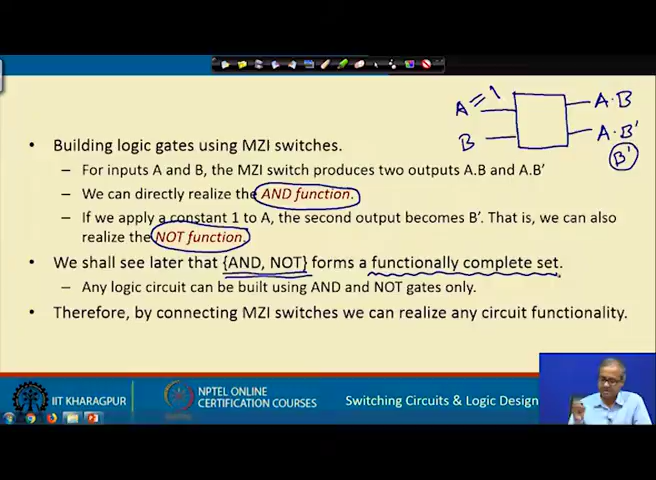 A = 1
A·B
B
A·B'
B'
• Building logic gates using MZI switches.
– For inputs A and B, the MZI switch produces two outputs A.B and A.B'
– We can directly realize the AND function.
– If we apply a constant 1 to A, the second output becomes B'. That is, we can also
realize the NOT function.
• We shall see later that {AND, NOT} forms a functionally complete set.
– Any logic circuit can be built using AND and NOT gates only.
• Therefore, by connecting MZI switches we can realize any circuit functionality.
IIT KHARAGPUR
NPTEL ONLINE
CERTIFICATION COURSES
Switching Circuits & Logic Design